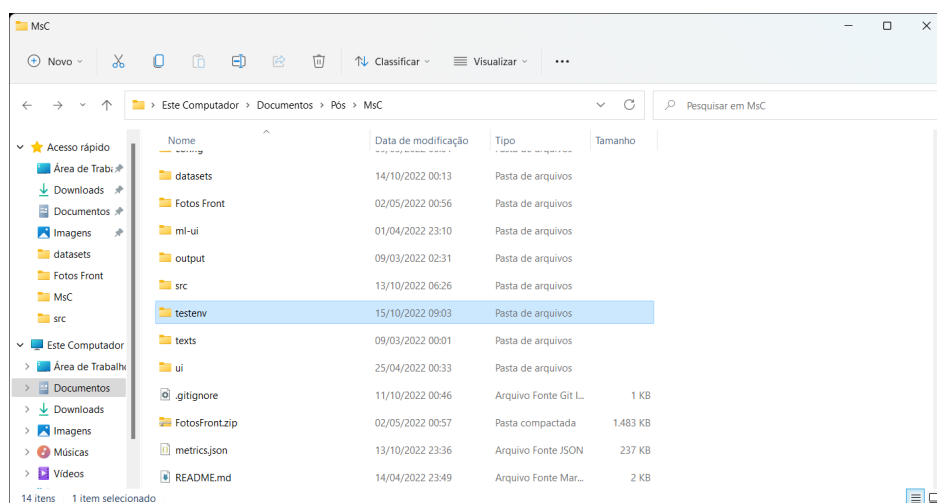 MsC
Novo
Classificar
Visualizar
Este Computador > Documentos > Pós > MsC
Pesquisar em MsC
Acesso rápido
Área de Traba
Downloads
Documentos
Imagens
datasets
Fotos Front
MsC
src
Este Computador
Área de Trabalho
Documentos
Downloads
Imagens
Músicas
Vídeos
Nome Data de modificação Tipo Tamanho
datasets 14/10/2022 00:13 Pasta de arquivos
Fotos Front 02/05/2022 00:56 Pasta de arquivos
ml-ui 01/04/2022 23:10 Pasta de arquivos
output 09/03/2022 02:31 Pasta de arquivos
src 13/10/2022 06:26 Pasta de arquivos
testenv 15/10/2022 09:03 Pasta de arquivos
texts 09/03/2022 00:01 Pasta de arquivos
ui 25/04/2022 00:33 Pasta de arquivos
.gitignore 11/10/2022 00:46 Arquivo Fonte Git I... 1 KB
FotosFront.zip 02/05/2022 00:57 Pasta compactada 1.483 KB
metrics.json 13/10/2022 23:36 Arquivo Fonte JSON 237 KB
README.md 14/04/2022 23:49 Arquivo Fonte Mar... 2 KB
14 itens 1 item selecionado